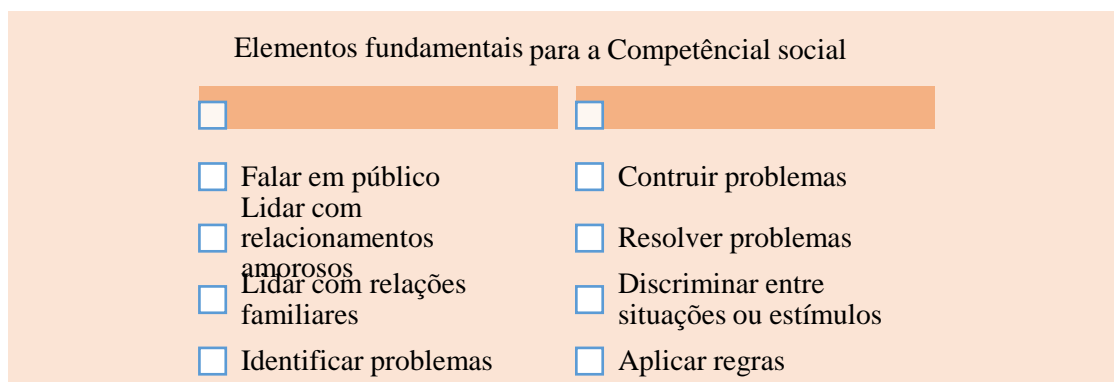 Elementos fundamentais para a Competêncial social
Falar em público
Lidar com
relacionamentos
amorosos
Lidar com relações
familiares
Identificar problemas
Contruir problemas
Resolver problemas
Discriminar entre
situações ou estímulos
Aplicar regras